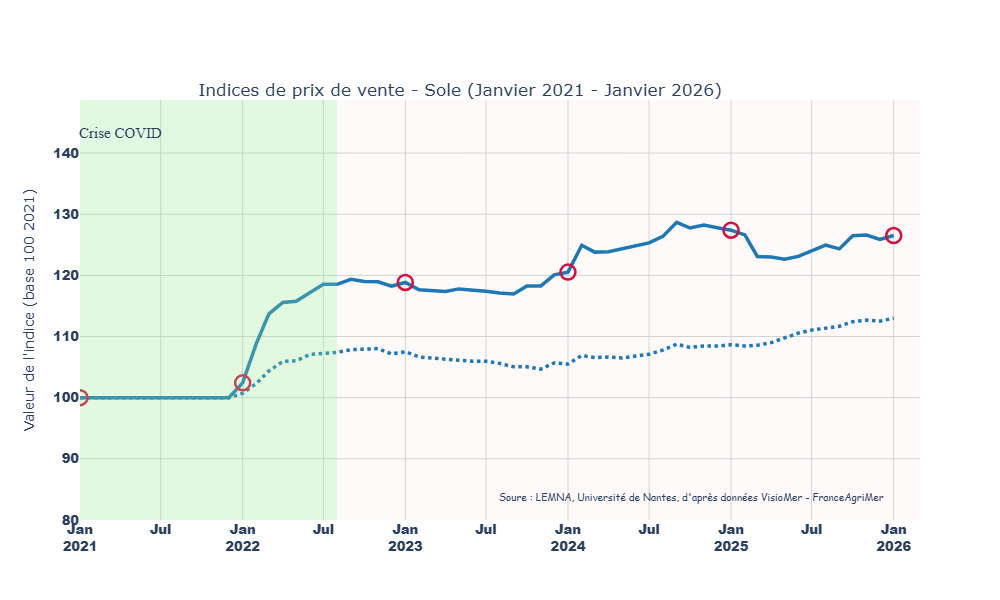 Indices de prix de vente - Sole (Janvier 2021 - Janvier 2026)
Crise COVID
140
130
120
110
100
90
80
Valeur de l'indice (base 100 2021)
Soure : LEMNA, Université de Nantes, d'après données VisioMer - FranceAgriMer
Jan Jul Jan Jul Jan Jul Jan Jul Jan Jul Jan
2021 2022 2023 2024 2025 2026